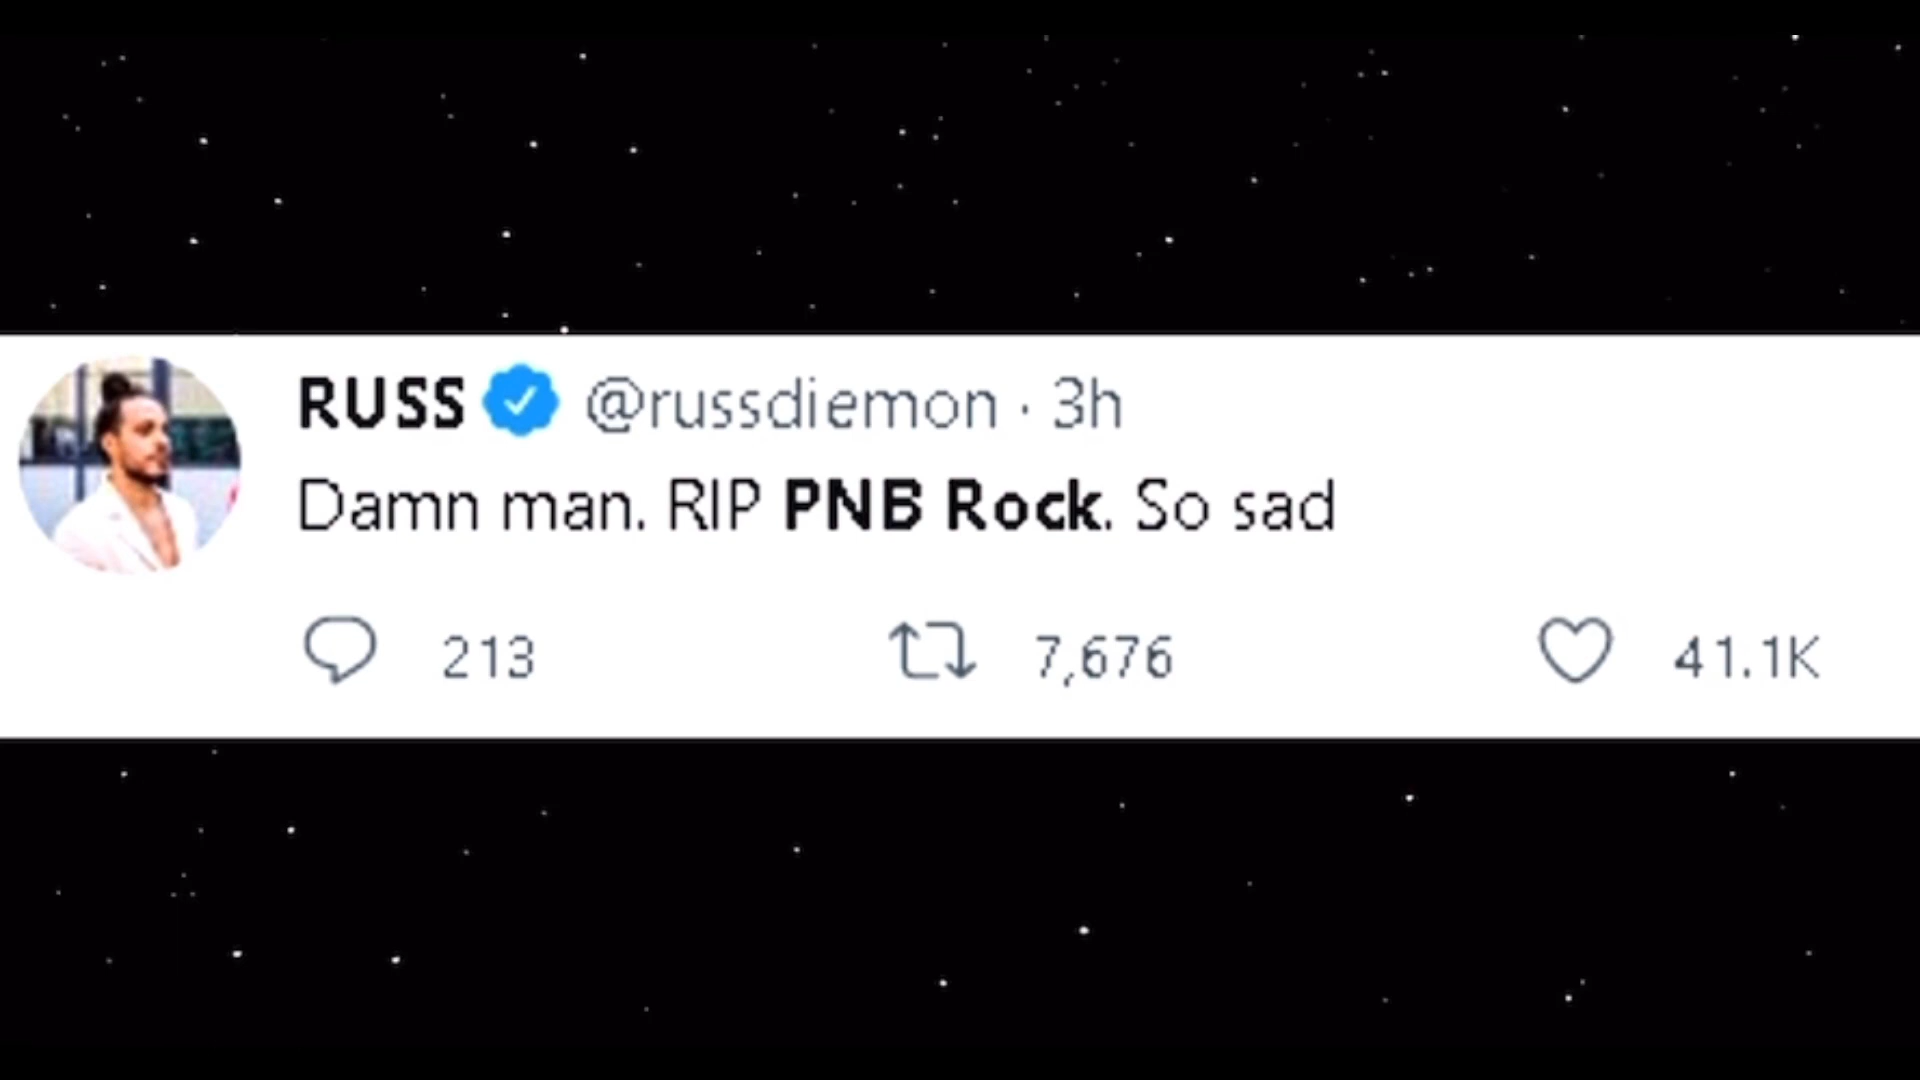 RUSS @russdiemon · 3h
Damn man. RIP PNB Rock. So sad
213 7,676 41.1K